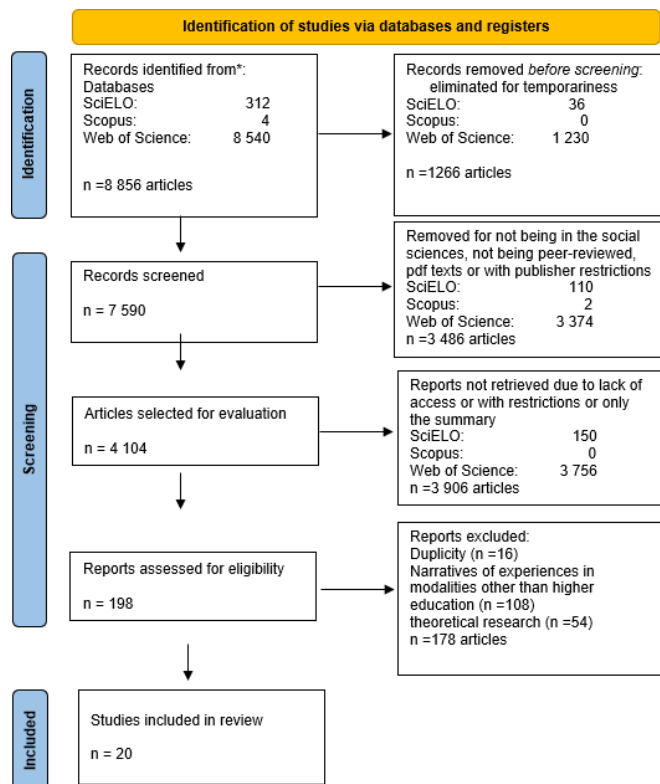 Identification of studies via databases and registers
Identification
Records identified from*:
Databases
SciELO: 312
Scopus: 4
Web of Science: 8 540
n =8 856 articles
Records removed before screening:
eliminated for temporariness
SciELO: 36
Scopus: 0
Web of Science: 1 230
n =1266 articles
Screening
Records screened
n = 7 590
Removed for not being in the social
sciences, not being peer-reviewed,
pdf texts or with publisher restrictions
SciELO: 110
Scopus: 2
Web of Science: 3 374
n =3 486 articles
Articles selected for evaluation
n = 4 104
Reports not retrieved due to lack of
access or with restrictions or only
the summary
SciELO: 150
Scopus: 0
Web of Science: 3 756
n =3 906 articles
Reports assessed for eligibility
n = 198
Reports excluded:
Duplicity (n =16)
Narratives of experiences in
modalities other than higher
education (n =108)
theoretical research (n =54)
n =178 articles
Included
Studies included in review
n = 20